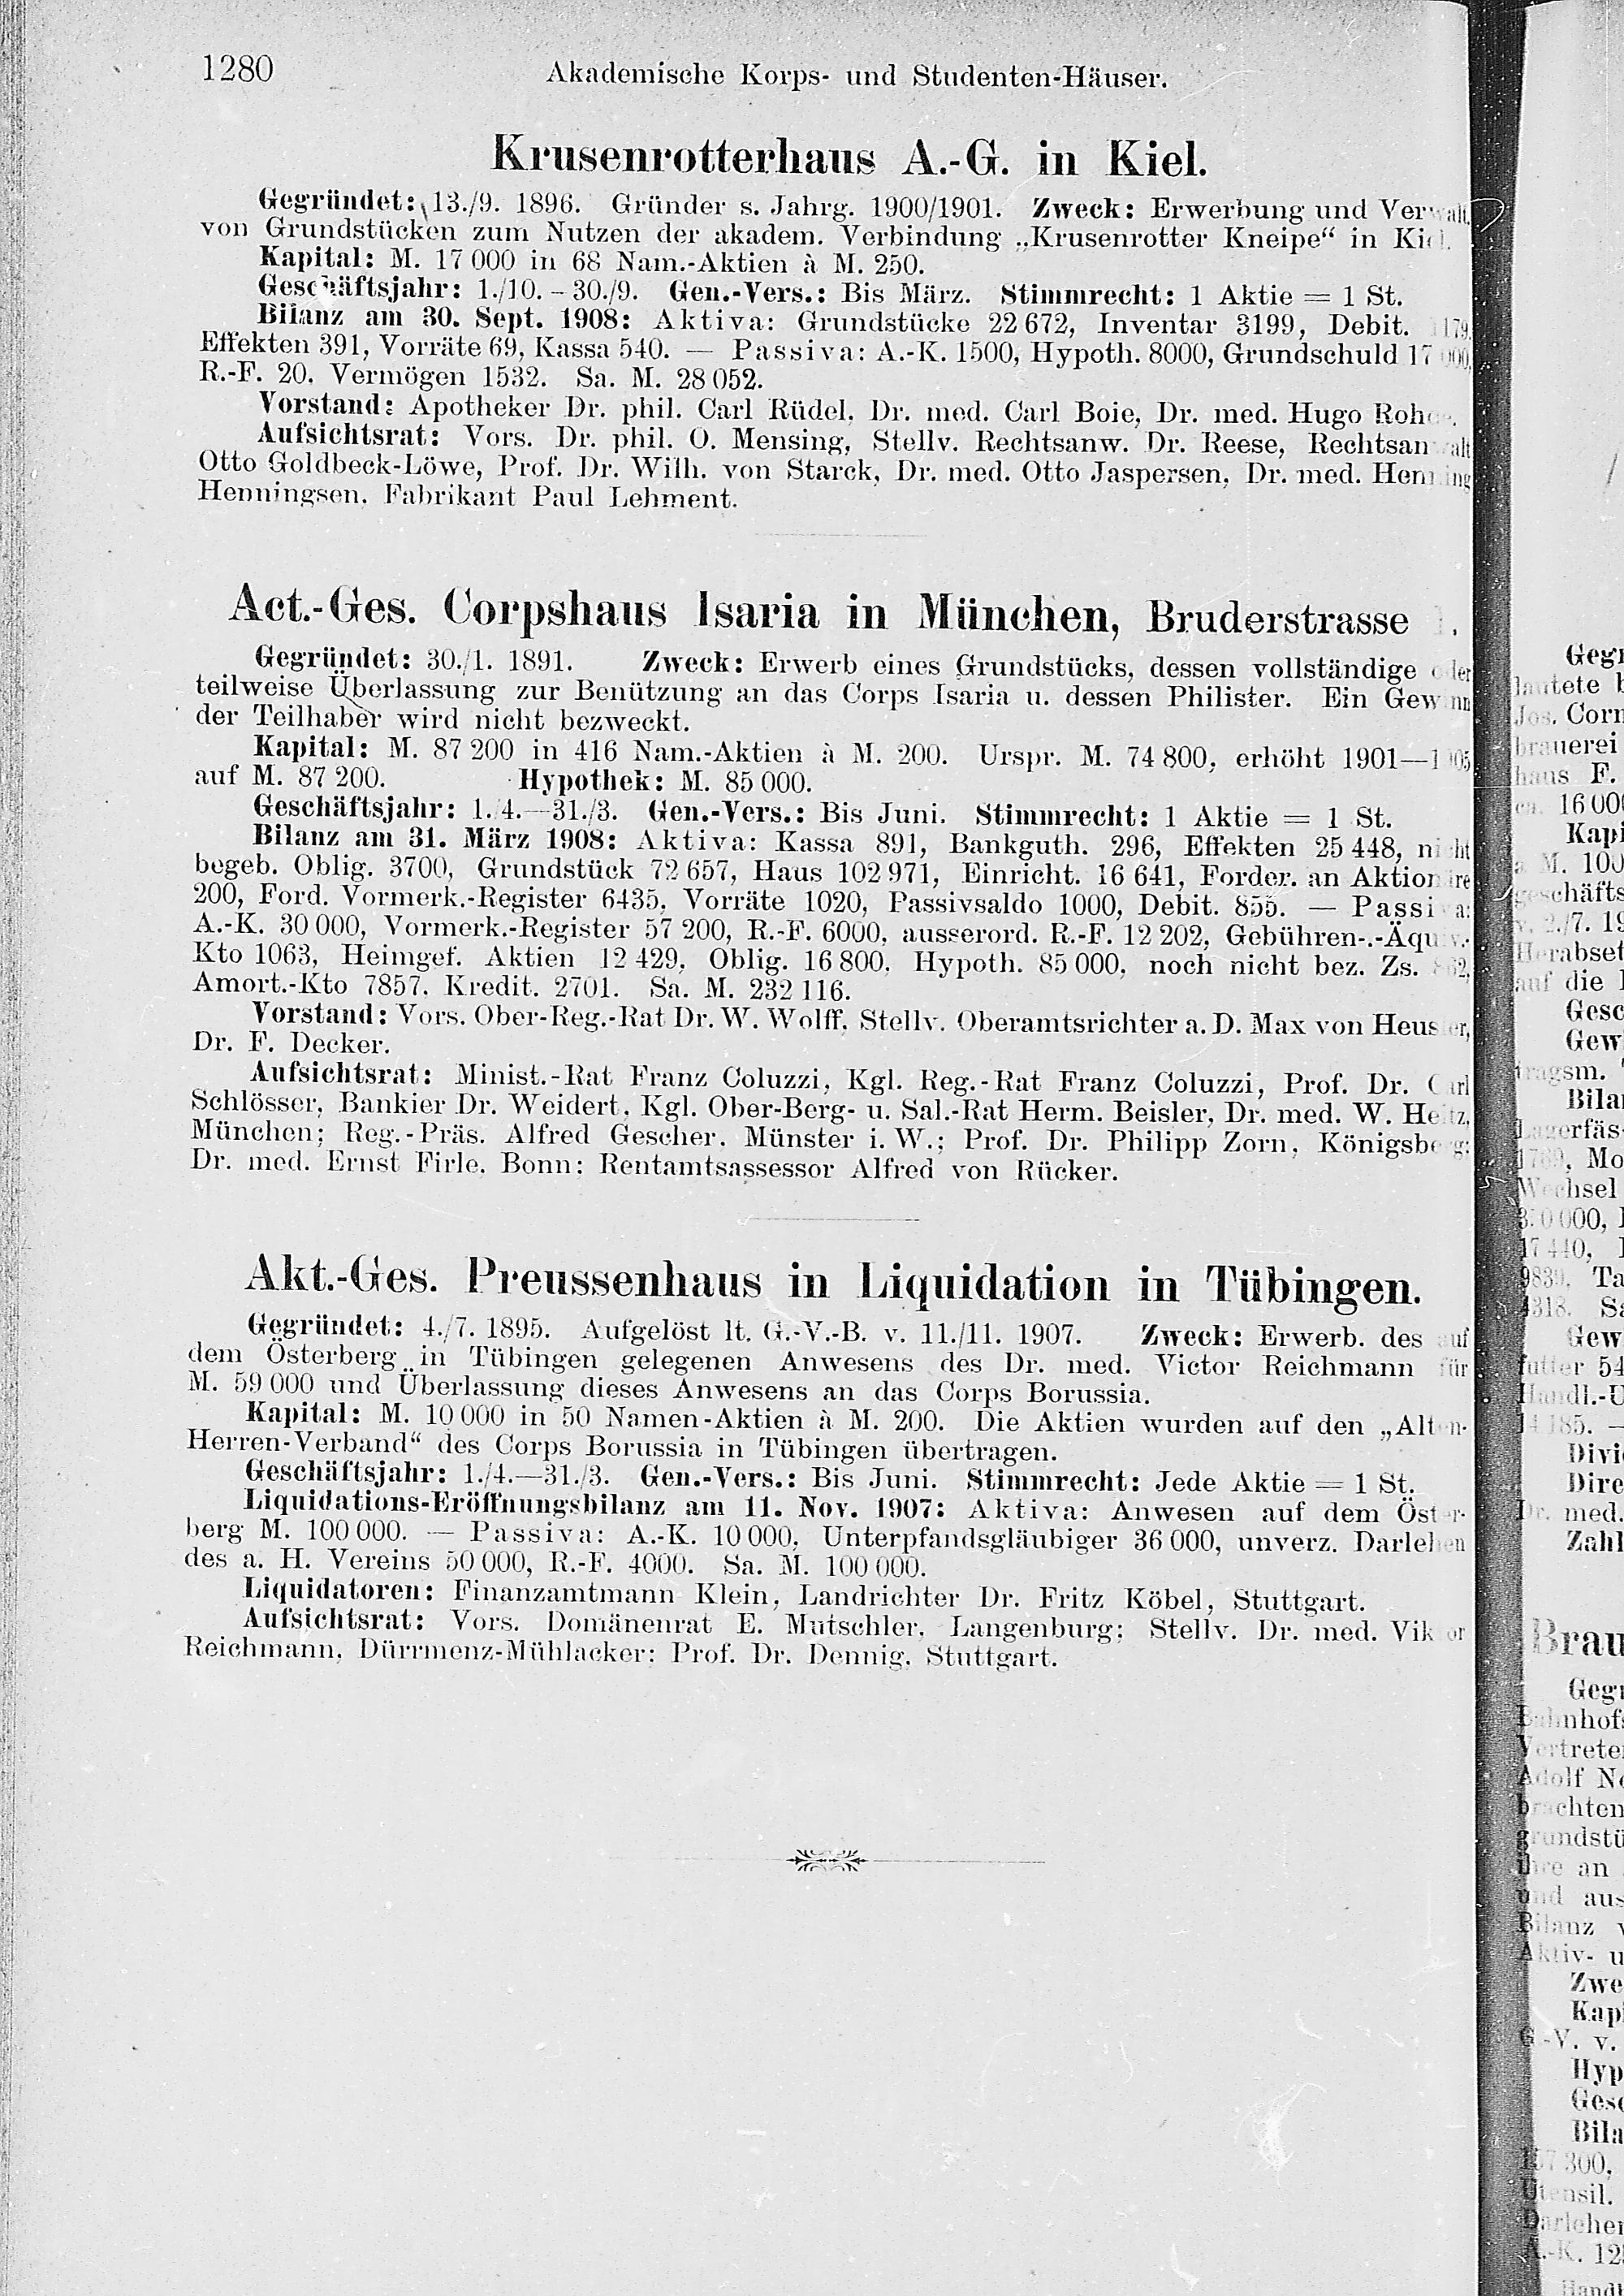 1280
Akademische Korps- und Studenten-Häuser.
Krusenrotterhaus A.-G. in Kiel.
Gegründet: 13./9. 1896. Gründer s. Jahrg. 1900/1901. Zweck: Erwerbung und Verwalt.
von Grundstücken zum Nutzen der akadem. Verbindung „Krusenrotter Kneipe“ in Kiel.
Kapital: M. 17 000 in 68 Nam.-Aktien à M. 250.
Geschäftsjahr: 1./10. – 30./9. Gen.-Vers.: Bis März. Stimmrecht: 1 Aktie = 1 St.
Bilanz am 30. Sept. 1908: Aktiva: Grundstücke 22 672, Inventar 3199, Debit. 1179,
Effekten 391, Vorräte 69, Kassa 540. — Passiva: A.-K. 1500, Hypoth. 8000, Grundschuld 17 000,
R.-F. 20, Vermögen 1532. Sa. M. 28 052.
Vorstand: Apotheker Dr. phil. Carl Rüdel, Dr. med. Carl Boie, Dr. med. Hugo
Aufsichtsrat: Vors. Dr. phil. O. Mensing, Stellv. Rechtsanw. Dr. Reese, Rechtsanwalt
Otto Goldbeck-Löwe, Prof. Dr. Wilh. von Starck, Dr. med. Otto Jaspersen, Dr. med. Henning
Henningsen, Fabrikant Paul Lehment.
Act.-Ges. Corpshaus Isaria in München, Bruderstrasse
Gegründet: 30./1. 1891. Zweck: Erwerb eines Grundstücks, dessen vollständige oder
teilweise Überlassung zur Benützung an das Corps Isaria u. dessen Philister. Ein Gewinn
der Teilhaber wird nicht bezweckt.
Kapital: M. 87 200 in 416 Nam.-Aktien à M. 200. Urspr. M. 74 800, erhöht 1901—1905
auf M. 87 200. Hypothek: M. 85 000.
Geschäftsjahr: 1./4.—31./3. Gen.-Vers.: Bis Juni. Stimmrecht: 1 Aktie = 1 St.
Bilanz am 31. März 1908: Aktiva: Kassa 891, Bankguth. 296, Effekten 25 448, nicht
begeb. Oblig. 3700, Grundstück 72 657, Haus 102 971, Einricht. 16 641, Forder. an Aktionäre
200, Ford. Vormerk.-Register 6435, Vorräte 1020, Passivsaldo 1000, Debit. 855. — Passiva:
A.-K. 30 000, Vormerk.-Register 57 200, R.-F. 6000, ausserord. R.-F. 12 202, Gebühren-.-Äquiv.-
Kto 1063, Heimgef. Aktien 12 429, Oblig. 16 800, Hypoth. 85 000, noch nicht bez. Zs. 862,
Amort.-Kto 7857, Kredit. 2701. Sa. M. 232 116.
Vorstand: Vors. Ober-Reg.-Rat Dr. W. Wolff, Stellv. Oberamtsrichter a. D. Max von
Dr. F. Decker.
Aufsichtsrat: Minist.-Rat Franz Coluzzi, Kgl. Reg.-Rat Franz Coluzzi, Prof. Dr. Carl
Schlösser, Bankier Dr. Weidert, Kgl. Ober-Berg- u. Sal.-Rat Herm. Beisler, Dr. med. W.
München; Reg.-Präs. Alfred Gescher, Münster i. W.; Prof. Dr. Philipp Zorn, Königsberg;
Dr. med. Ernst Firle, Bonn; Rentamtsassessor Alfred von Rücker.
Akt.-Ges. Preussenhaus in Liquidation in Tübingen.
Gegründet: 4./7. 1895. Aufgelöst lt. G.-V.-B. v. 11./11. 1907. Zweck: Erwerb. des auf
dem Österberg in Tübingen gelegenen Anwesens des Dr. med. Victor Reichmann für
M. 59 000 und Überlassung dieses Anwesens an das Corps Borussia.
Kapital: M. 10 000 in 50 Namen-Aktien à M. 200. Die Aktien wurden auf den „Alten-
Herren-Verband“ des Corps Borussia in Tübingen übertragen.
Geschäftsjahr: 1./4.—31./3. Gen.-Vers.: Bis Juni. Stimmrecht: Jede Aktie = 1 St.
Liquidations-Eröffnungsbilanz am 11. Nov. 1907: Aktiva: Anwesen auf dem Öster-
berg M. 100 000. — Passiva: A.-K. 10 000, Unterpfandsgläubiger 36 000, unverz. Darlehen
des a. H. Vereins 50 000, R.-F. 4000. Sa. M. 100 000.
Liquidatoren: Finanzamtmann Klein, Landrichter Dr. Fritz Köbel, Stuttgart.
Aufsichtsrat: Vors. Domänenrat E. Mutschler, Langenburg; Stellv. Dr. med. Viktor
Reichmann, Dürrmenz-Mühlacker; Prof. Dr. Dennig, Stuttgart.